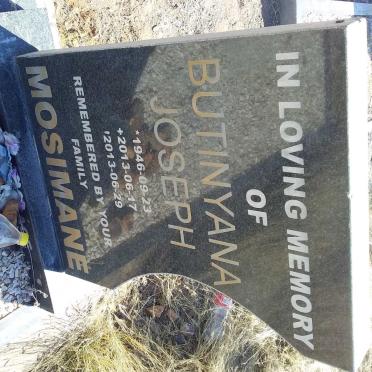 IN LOVING MEMORY
OF
BUTINYANA
JOSEPH
*1946-09-23
+2013-06-17
±2013-06-29
REMEMBERED BY YOUR
FAMILY
MOSIMANE